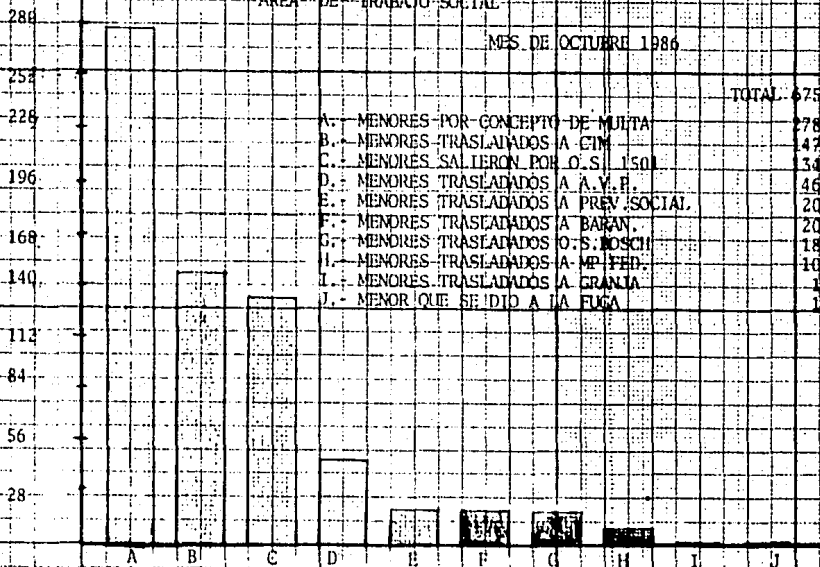 AREA DE TRABAJO SOCIAL
MES DE OCTUBRE 1986
TOTAL 675
A.- MENORES POR CONCEPTO DE MULTA 278
B.- MENORES TRASLADADOS A CIM 147
C.- MENORES SALIERON POR O.S. 1501 134
D.- MENORES TRASLADADOS A A.V.P. 46
E.- MENORES TRASLADADOS A PREV.SOCIAL 20
F.- MENORES TRASLADADOS A BARAN. 20
G.- MENORES TRASLADADOS O.S.BOSCH 18
H.- MENORES TRASLADADOS A MP FED. 10
I.- MENORES TRASLADADOS A GRANJA 1
J.- MENOR QUE SE DIO A LA FUGA 1
280
252
228
196
168
140
112
84
56
28
A B C D E F G H I J